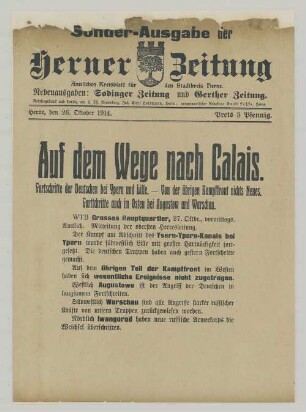 Sonder-Ausgabe der
Herner Zeitung
Amtliches Kreisblatt für den Stadtkreis Herne.
Nebenausgaben: Sodinger Zeitung und Gerther Zeitung.
Herne, den 26. Oktober 1914.
Preis 5 Pfennig.
Auf dem Wege nach Calais.
Fortschritte der Deutschen bei Ypern und Lille. — Von der übrigen Kampffront nichts Neues.
Fortschritte auch in Osten bei Augustow und Warschau.
WTB Grosses Hauptquartier, 27. Oktbr., vormittags.
Amtlich. Mitteilung der obersten Heeresleitung.
Der Kampf am Abschnitt des Ysern-Ypern-Kanals bei
Ypern wurde südwestlich Lille mit grosser Hartnäckigkeit fort-
gesetzt. Die deutschen Truppen haben auch gestern Fortschritte
gemacht.
Auf dem übrigen Teil der Kampffront im Westen
haben sich wesentliche Ereignisse nicht zugetragen.
Westlich Augustowo ist der Angriff der Deutschen in
langsamem Fortschreiten.
Südwestlich Warschau sind alle Angriffe starker russischer
Kräfte von unsern Truppen zurückgewiesen worden.
Nördlich Iwangorod haben neue russische Armeekorps die
Weichsel überschritten.